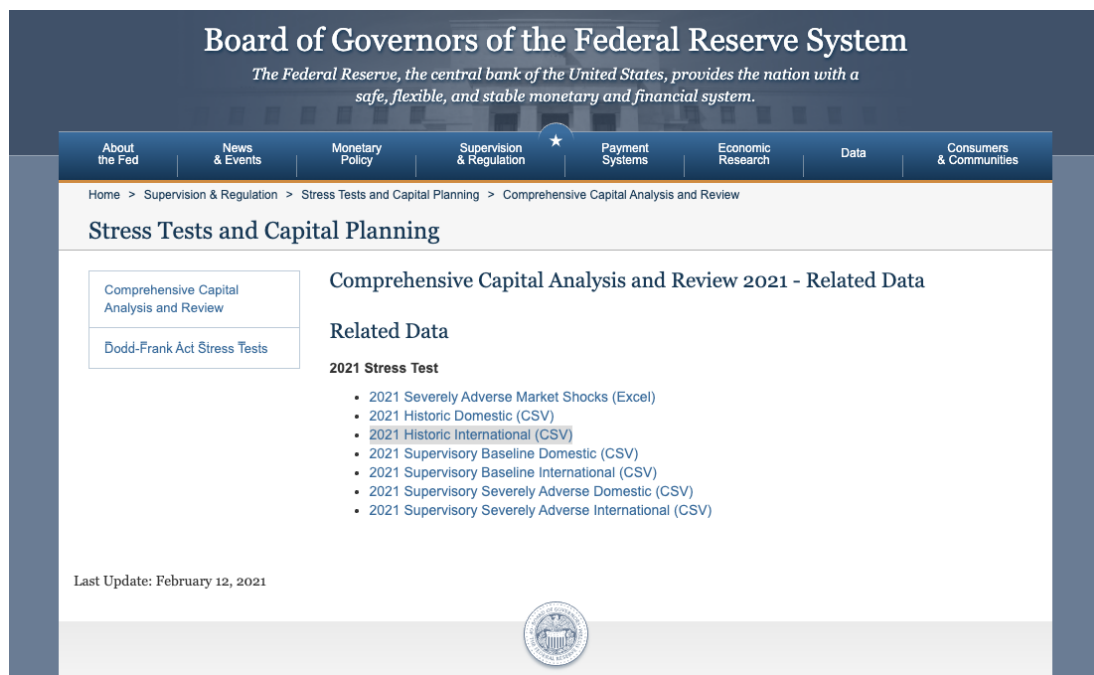 Board of Governors of the Federal Reserve System
The Federal Reserve, the central bank of the United States, provides the nation with a
safe, flexible, and stable monetary and financial system.
About the Fed
News & Events
Monetary Policy
Supervision & Regulation
Payment Systems
Economic Research
Data
Consumers & Communities
Home > Supervision & Regulation > Stress Tests and Capital Planning > Comprehensive Capital Analysis and Review
Stress Tests and Capital Planning
Comprehensive Capital
Analysis and Review
Dodd-Frank Act Stress Tests
Comprehensive Capital Analysis and Review 2021 - Related Data
Related Data
2021 Stress Test
• 2021 Severely Adverse Market Shocks (Excel)
• 2021 Historic Domestic (CSV)
• 2021 Historic International (CSV)
• 2021 Supervisory Baseline Domestic (CSV)
• 2021 Supervisory Baseline International (CSV)
• 2021 Supervisory Severely Adverse Domestic (CSV)
• 2021 Supervisory Severely Adverse International (CSV)
Last Update: February 12, 2021